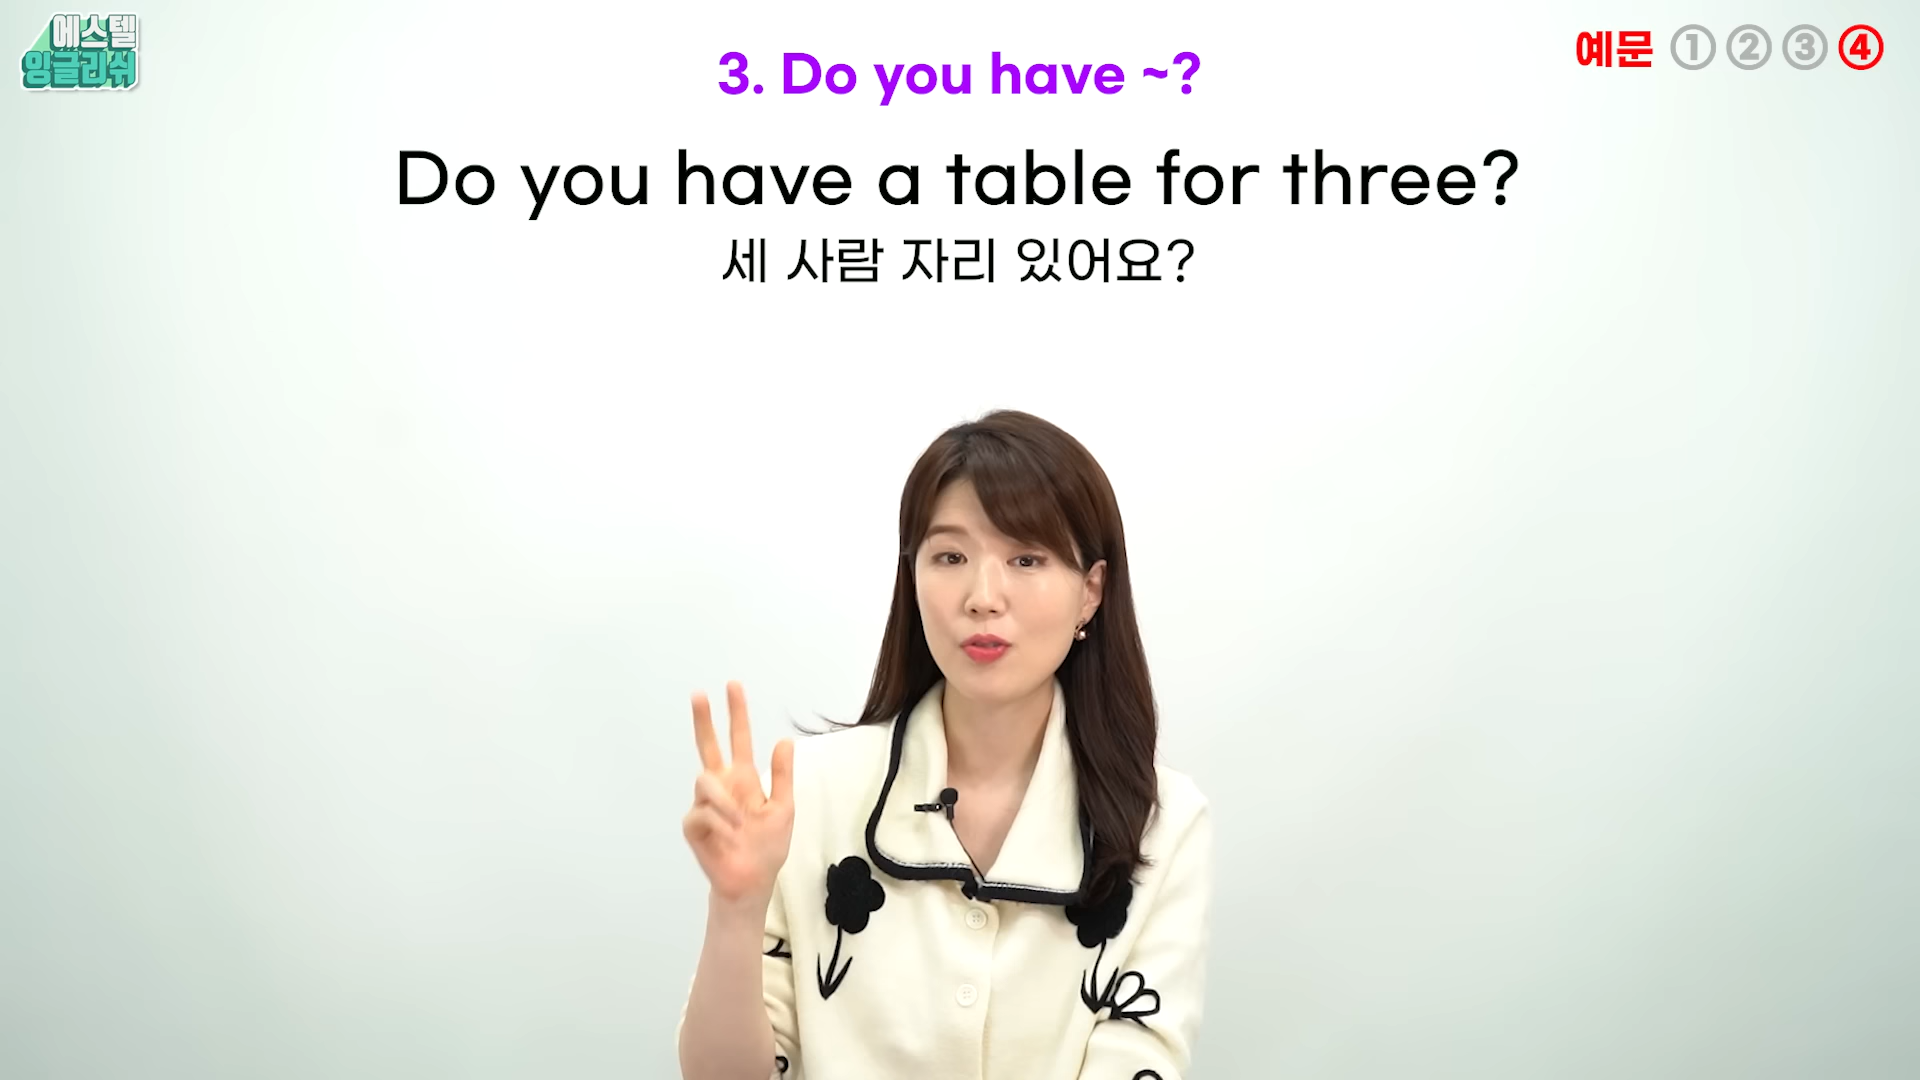 에스텔
잉글리쉬
예문 ① ② ③ ④
3. Do you have ~?
Do you have a table for three?
세 사람 자리 있어요?